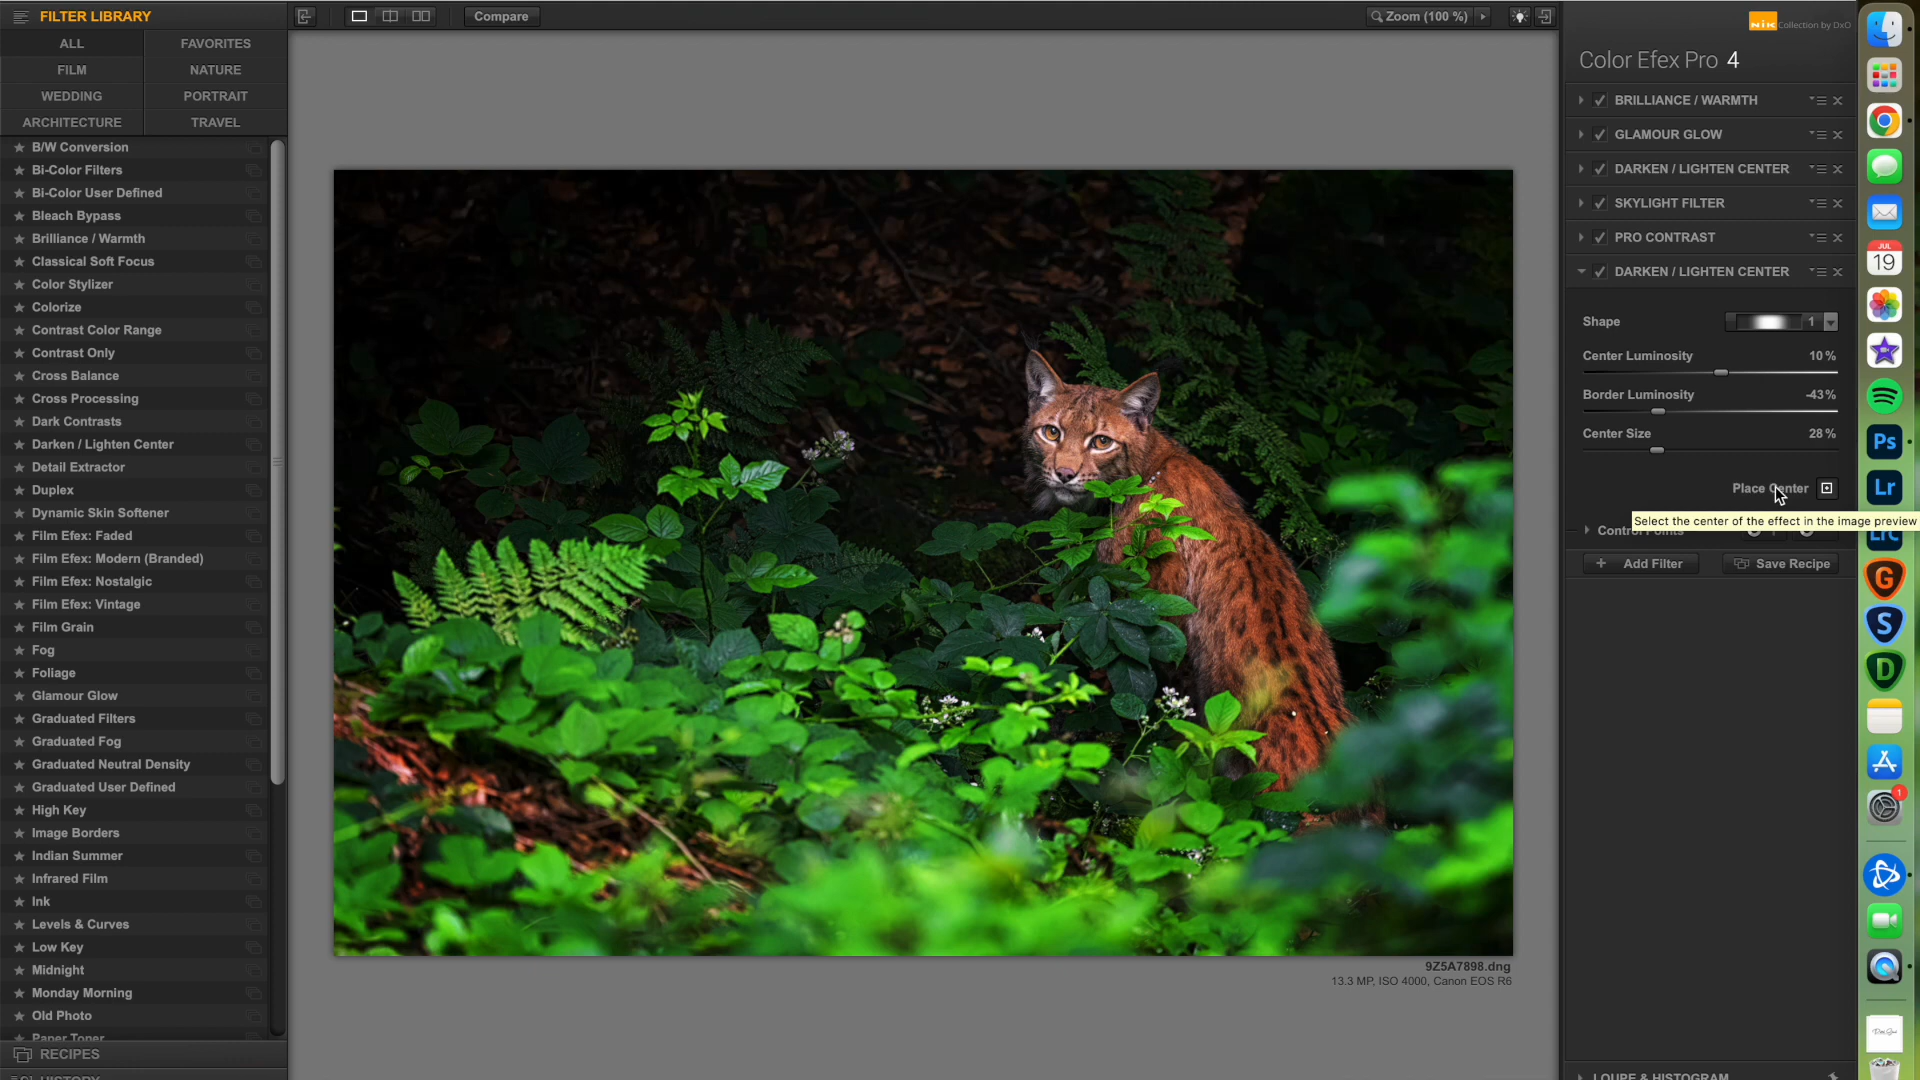 FILTER LIBRARY
ALL
FAVORITES
FILM
NATURE
WEDDING
PORTRAIT
ARCHITECTURE
TRAVEL
B/W Conversion
Bi-Color Filters
Bi-Color User Defined
Bleach Bypass
Brilliance / Warmth
Classical Soft Focus
Color Stylizer
Colorize
Contrast Color Range
Contrast Only
Cross Balance
Cross Processing
Dark Contrasts
Darken / Lighten Center
Detail Extractor
Duplex
Dynamic Skin Softener
Film Efex: Faded
Film Efex: Modern (Branded)
Film Efex: Nostalgic
Film Efex: Vintage
Film Grain
Fog
Foliage
Glamour Glow
Graduated Filters
Graduated Fog
Graduated Neutral Density
Graduated User Defined
High Key
Image Borders
Indian Summer
Infrared Film
Ink
Levels & Curves
Low Key
Midnight
Monday Morning
Old Photo
Paper Toner
RECIPES
HISTORY
Compare
Zoom (100 %)
9Z5A7898.dng
13.3 MP, ISO 4000, Canon EOS R6
Nik Collection by DxO
Color Efex Pro 4
BRILLIANCE / WARMTH
GLAMOUR GLOW
DARKEN / LIGHTEN CENTER
SKYLIGHT FILTER
PRO CONTRAST
DARKEN / LIGHTEN CENTER
Shape 1
Center Luminosity 10 %
Border Luminosity -43 %
Center Size 28 %
Place Center
Select the center of the effect in the image preview
Control Points
+ Add Filter
Save Recipe
LOUPE & HISTOGRAM
JUL
19
Ps
Lr
LrC
G
S
D
1